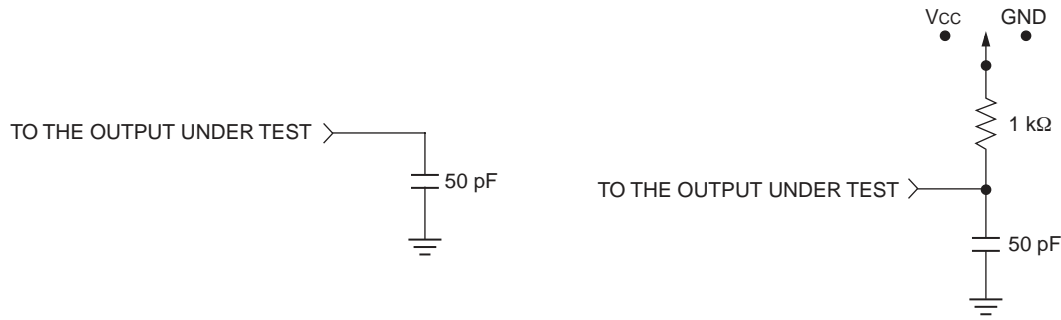 VCC GND
TO THE OUTPUT UNDER TEST
1 kΩ
50 pF
TO THE OUTPUT UNDER TEST
50 pF